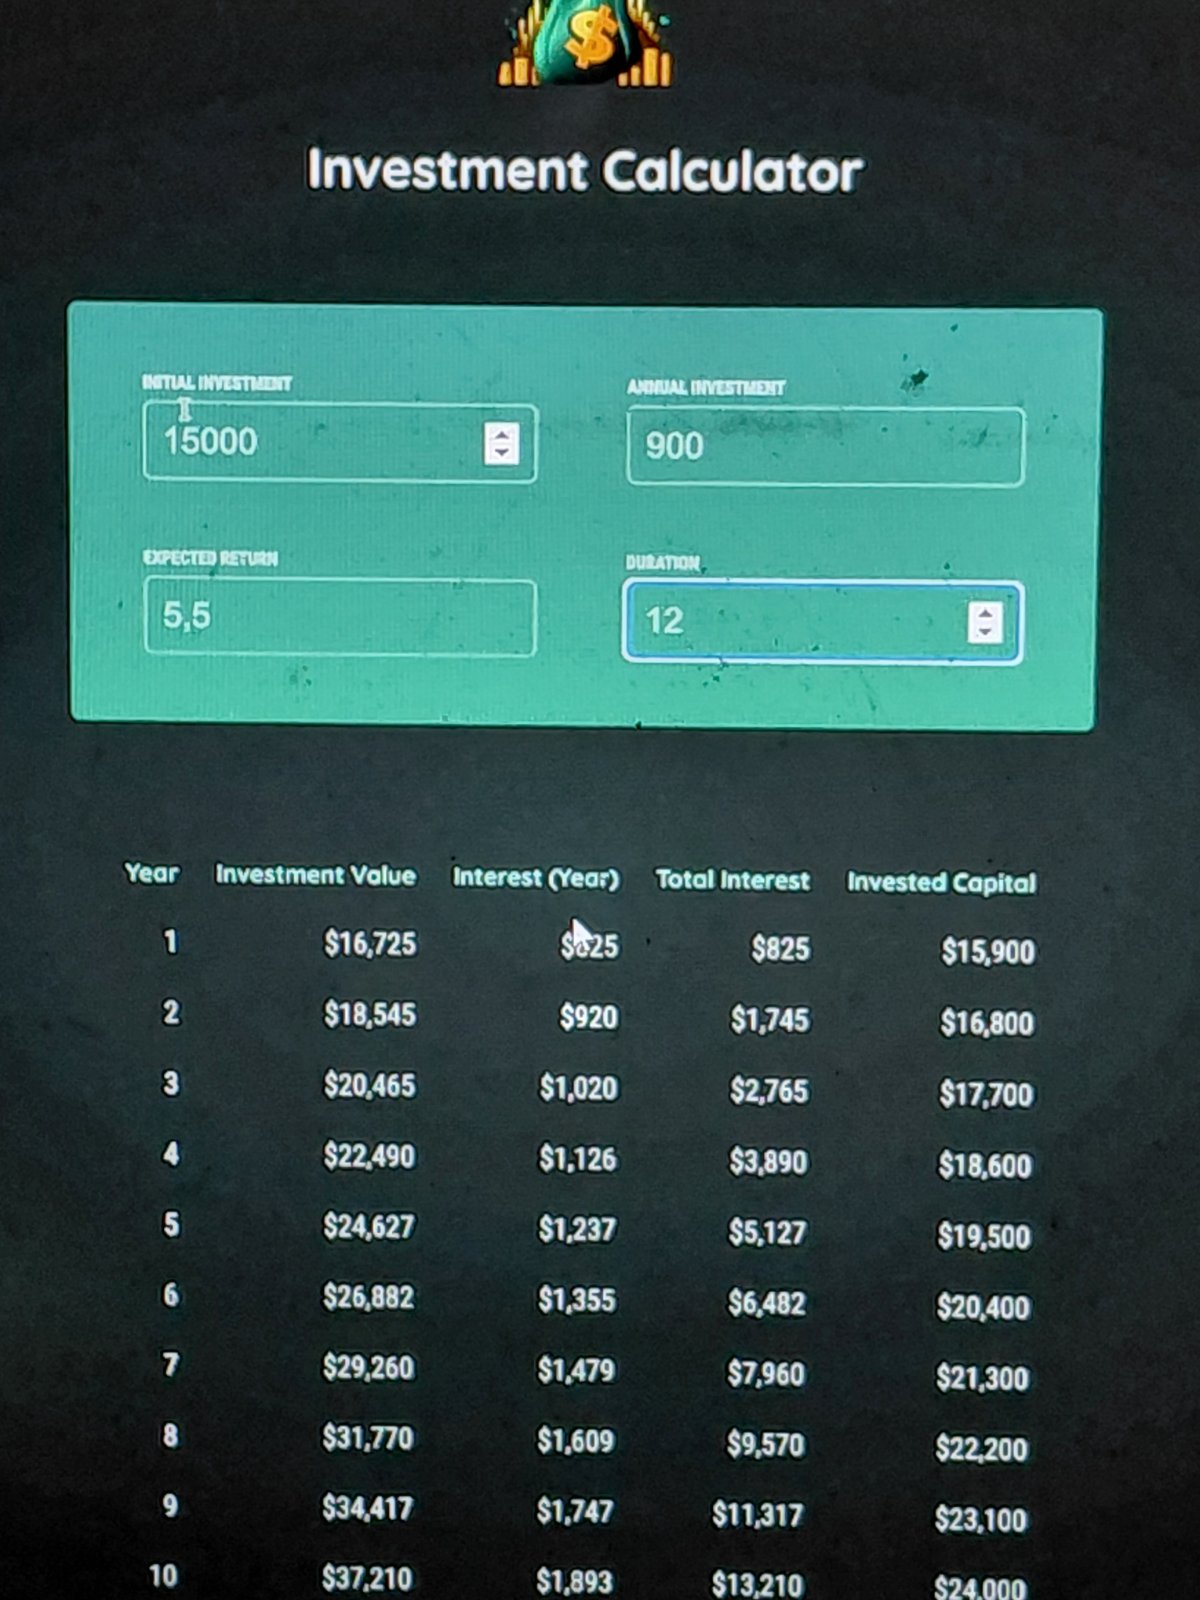 $
Investment Calculator
INITIAL INVESTMENT ANNUAL INVESTMENT
15000 900
EXPECTED RETURN DURATION
5,5 12
Year Investment Value Interest (Year) Total Interest Invested Capital
1 $16,725 $825 $825 $15,900
2 $18,545 $920 $1,745 $16,800
3 $20,465 $1,020 $2,765 $17,700
4 $22,490 $1,126 $3,890 $18,600
5 $24,627 $1,237 $5,127 $19,500
6 $26,882 $1,355 $6,482 $20,400
7 $29,260 $1,479 $7,960 $21,300
8 $31,770 $1,609 $9,570 $22,200
9 $34,417 $1,747 $11,317 $23,100
10 $37,210 $1,893 $13,210 $24,000